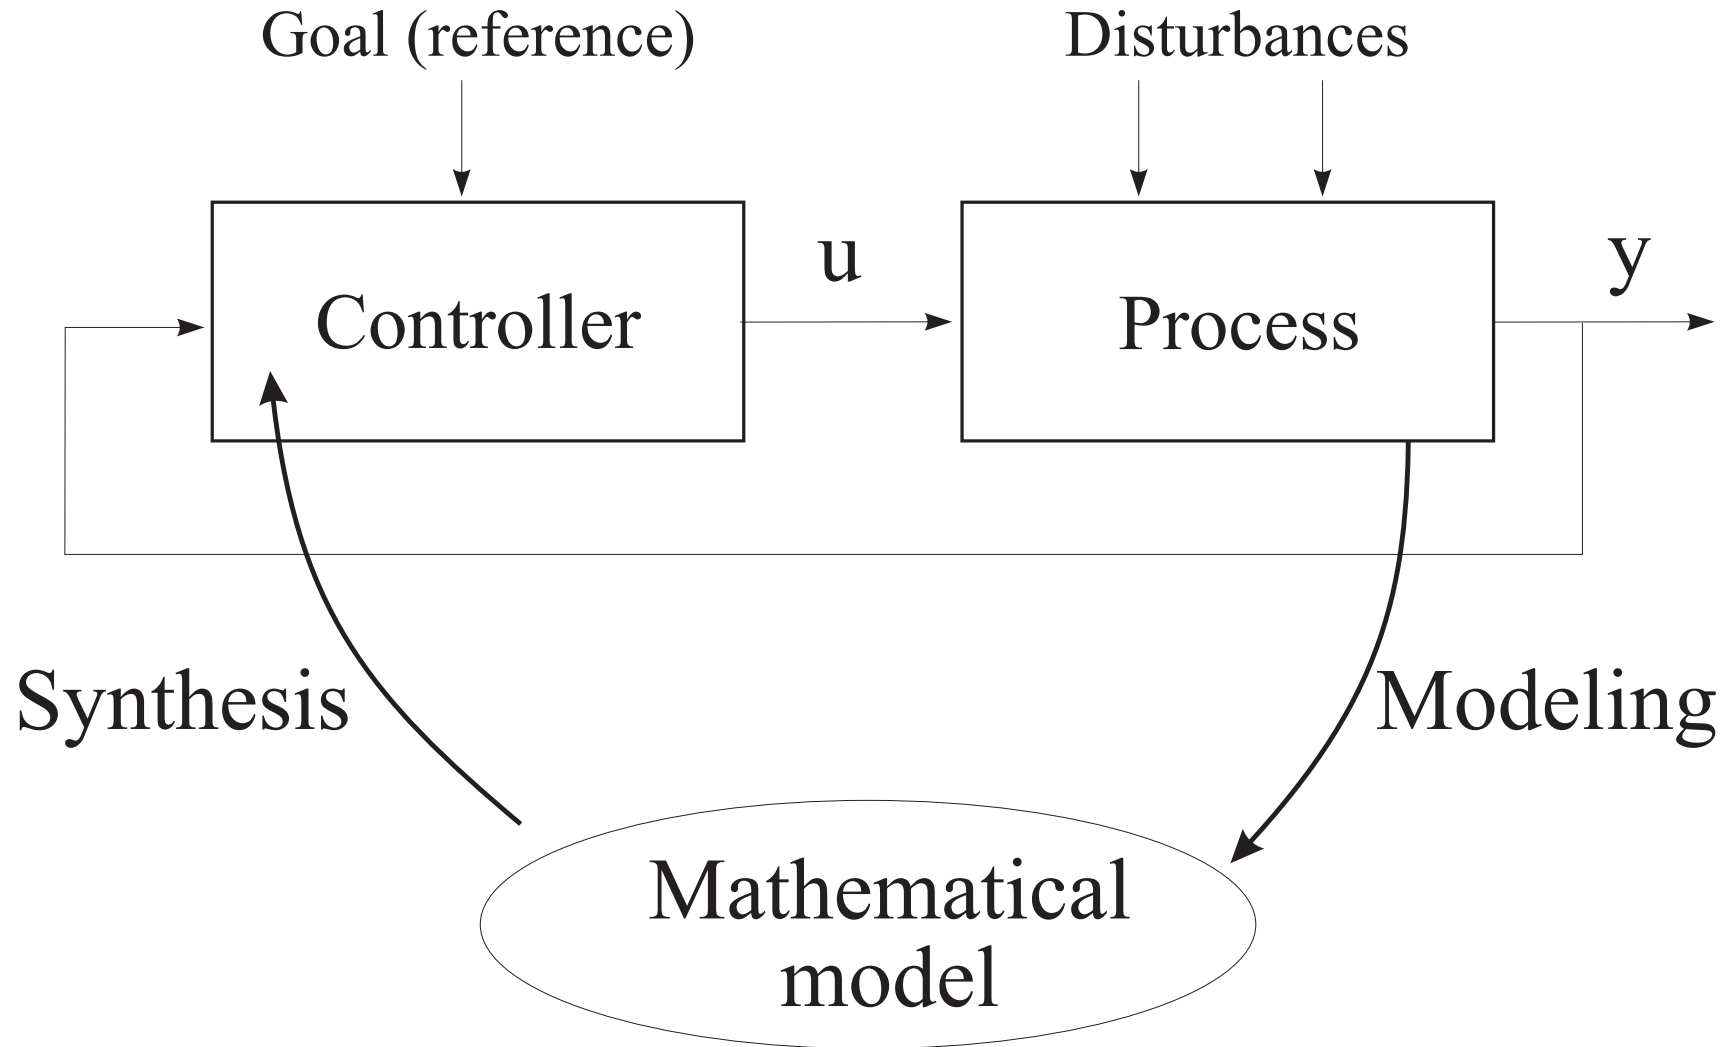 Goal (reference)
Disturbances
u
y
Controller
Process
Synthesis
Modeling
Mathematical
model